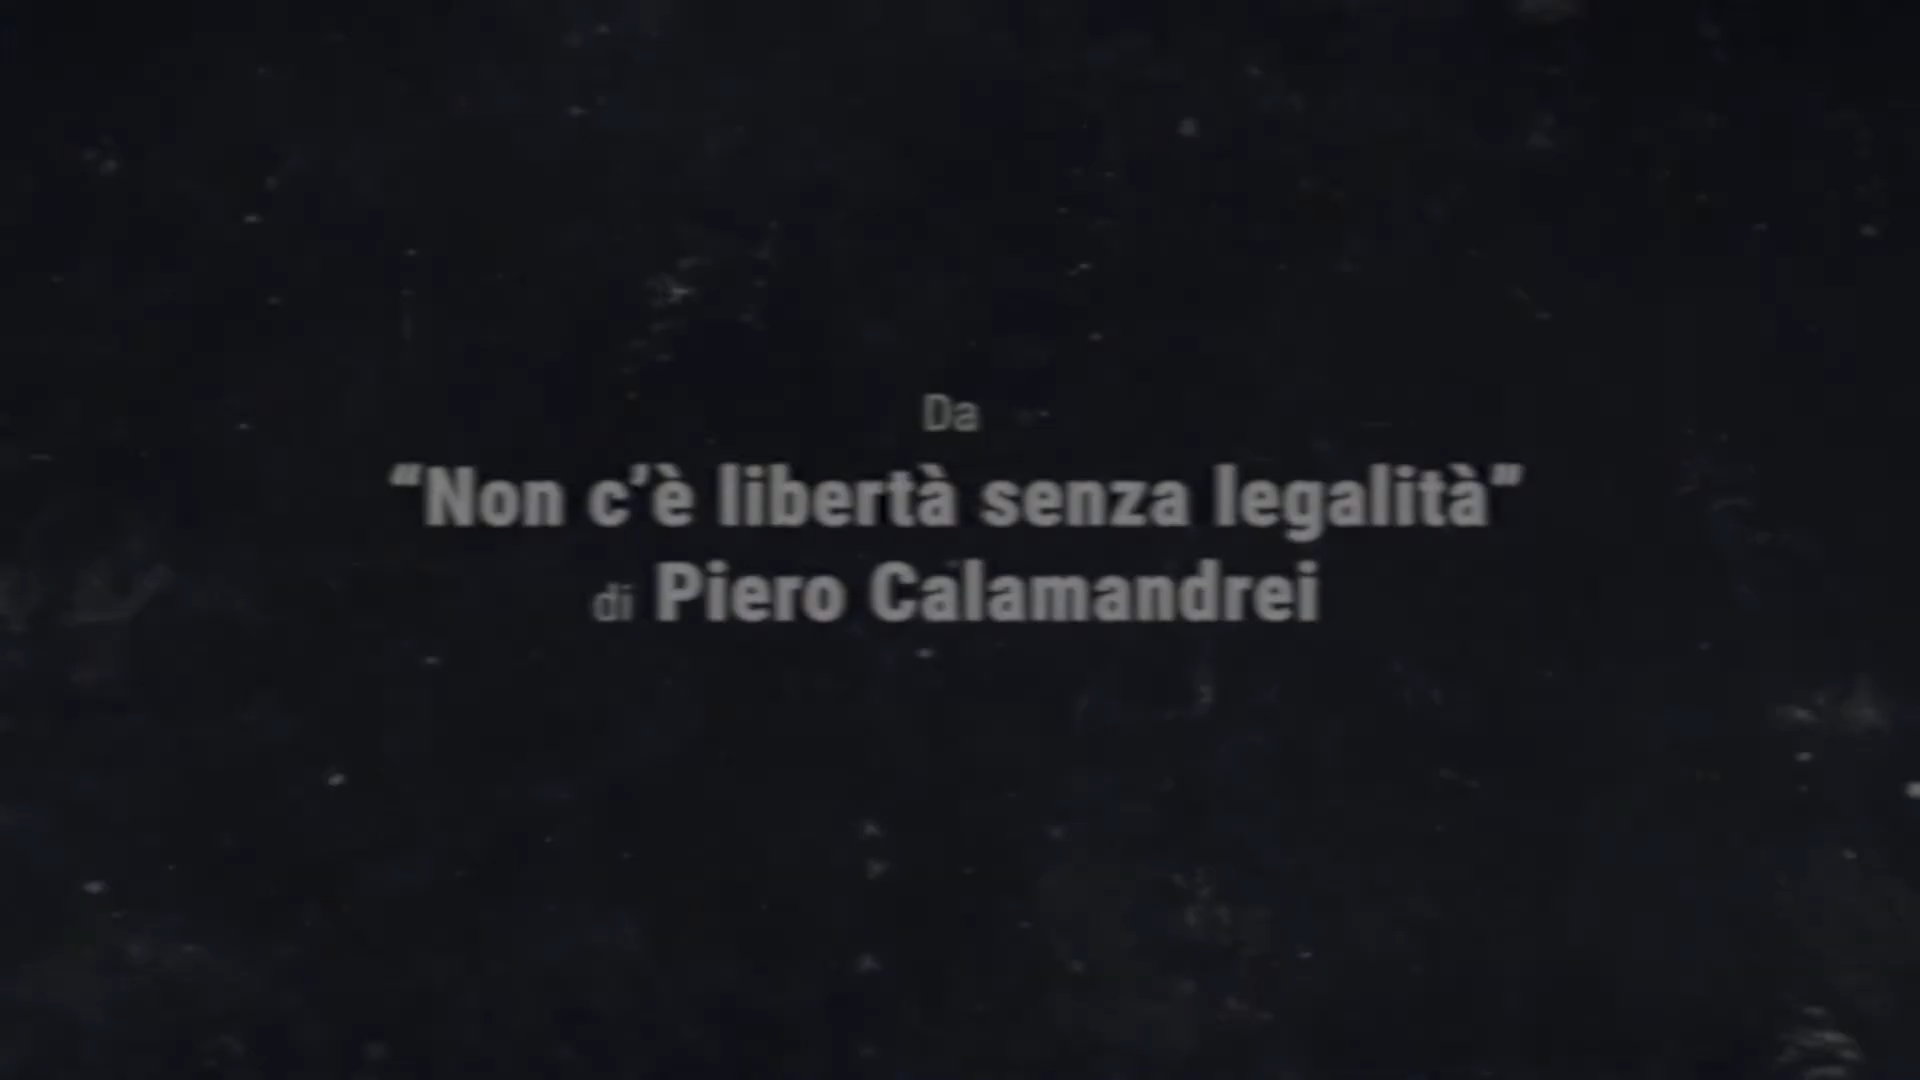 Da
“Non c’è libertà senza legalità”
di Piero Calamandrei